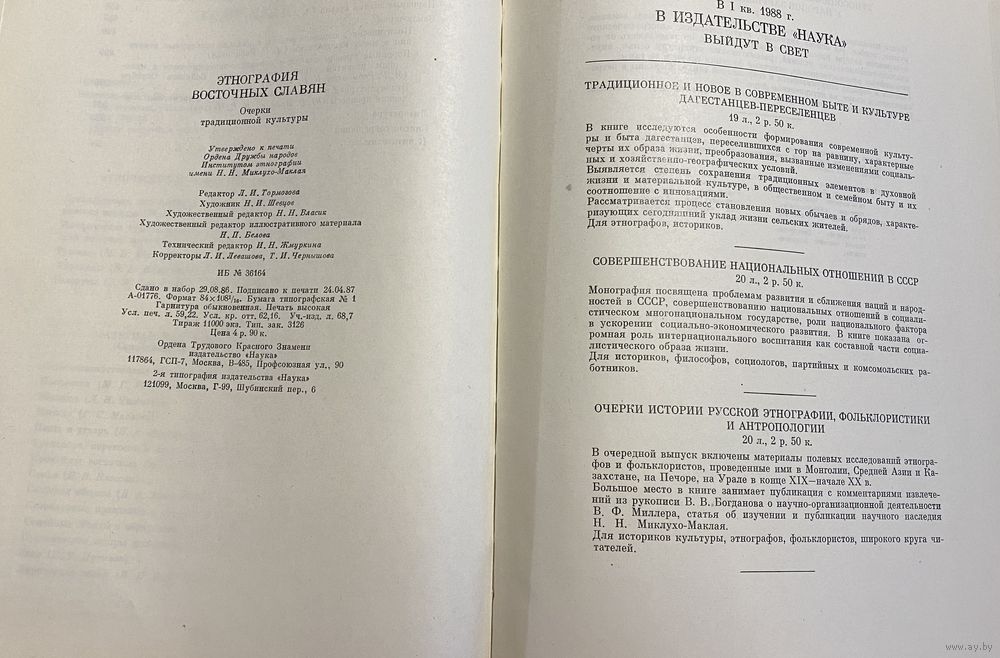 ЭТНОГРАФИЯ
ВОСТОЧНЫХ СЛАВЯН
Очерки
традиционной культуры
Утверждено к печати
Ордена Дружбы народов
Институтом этнографии
имени Н. Н. Миклухо-Маклая
Редактор Л. И. Гормогова
Художник Н. И. Шевцов
Художественный редактор Н. Н. Власик
Художественный редактор иллюстративного материала
И. П. Белова
Технический редактор И. Н. Жмуркина
Корректоры Л. И. Левашова, Т. И. Чернышова
ИБ № 36164
Сдано в набор 29.08.86. Подписано к печати 24.04.87
А-01776. Формат 84×108¹/₁₆. Бумага типографская № 1
Гарнитура обыкновенная. Печать высокая
Усл. печ. л. 59,22. Усл. кр. отт. 62,16. Уч.-изд. л. 68,7
Тираж 11000 экз. Тип. зак. 3126
Цена 4 р. 90 к.
Ордена Трудового Красного Знамени
издательство «Наука»
117864, ГСП-7, Москва, В-485, Профсоюзная ул., 90
2-я типография издательства «Наука»
121099, Москва, Г-99, Шубинский пер., 6
В I кв. 1988 г.
В ИЗДАТЕЛЬСТВЕ «НАУКА»
ВЫЙДУТ В СВЕТ
ТРАДИЦИОННОЕ И НОВОЕ В СОВРЕМЕННОМ БЫТЕ И КУЛЬТУРЕ
ДАГЕСТАНЦЕВ-ПЕРЕСЕЛЕНЦЕВ
19 л., 2 р. 50 к.
В книге исследуются особенности формирования современной культу-
ры и быта дагестанцев, переселившихся с гор на равнину, характерные
черты их образа жизни, преобразования, вызванные изменениями социаль-
ных и хозяйственно-географических условий.
Выявляется степень сохранения традиционных элементов в духовной
жизни и материальной культуре, в общественном и семейном быту и их
соотношение с инновациями.
Рассматривается процесс становления новых обычаев и обрядов, характе-
ризующих сегодняшний уклад жизни сельских жителей.
Для этнографов, историков.
СОВЕРШЕНСТВОВАНИЕ НАЦИОНАЛЬНЫХ ОТНОШЕНИЙ В СССР
20 л., 2 р. 50 к.
Монография посвящена проблемам развития и сближения наций и народ-
ностей в СССР, совершенствованию национальных отношений в социали-
стическом многонациональном государстве, роли национального фактора
в ускорении социально-экономического развития. В книге показана ог-
ромная роль интернационального воспитания как составной части социа-
листического образа жизни.
Для историков, философов, социологов, партийных и комсомольских ра-
ботников.
ОЧЕРКИ ИСТОРИИ РУССКОЙ ЭТНОГРАФИИ, ФОЛЬКЛОРИСТИКИ
И АНТРОПОЛОГИИ
20 л., 2 р. 50 к.
В очередной выпуск включены материалы полевых исследований этногра-
фов и фольклористов, проведенные ими в Монголии, Средней Азии и Ка-
захстане, на Печоре, на Урале в конце XIX—начале XX в.
Большое место в книге занимает публикация с комментариями извлече-
ний из рукописи В. В. Богданова о научно-организационной деятельности
В. Ф. Миллера, статья об изучении и публикации научного наследия
Н. Н. Миклухо-Маклая.
Для историков культуры, этнографов, фольклористов, широкого круга чи-
тателей.
www.ay.by